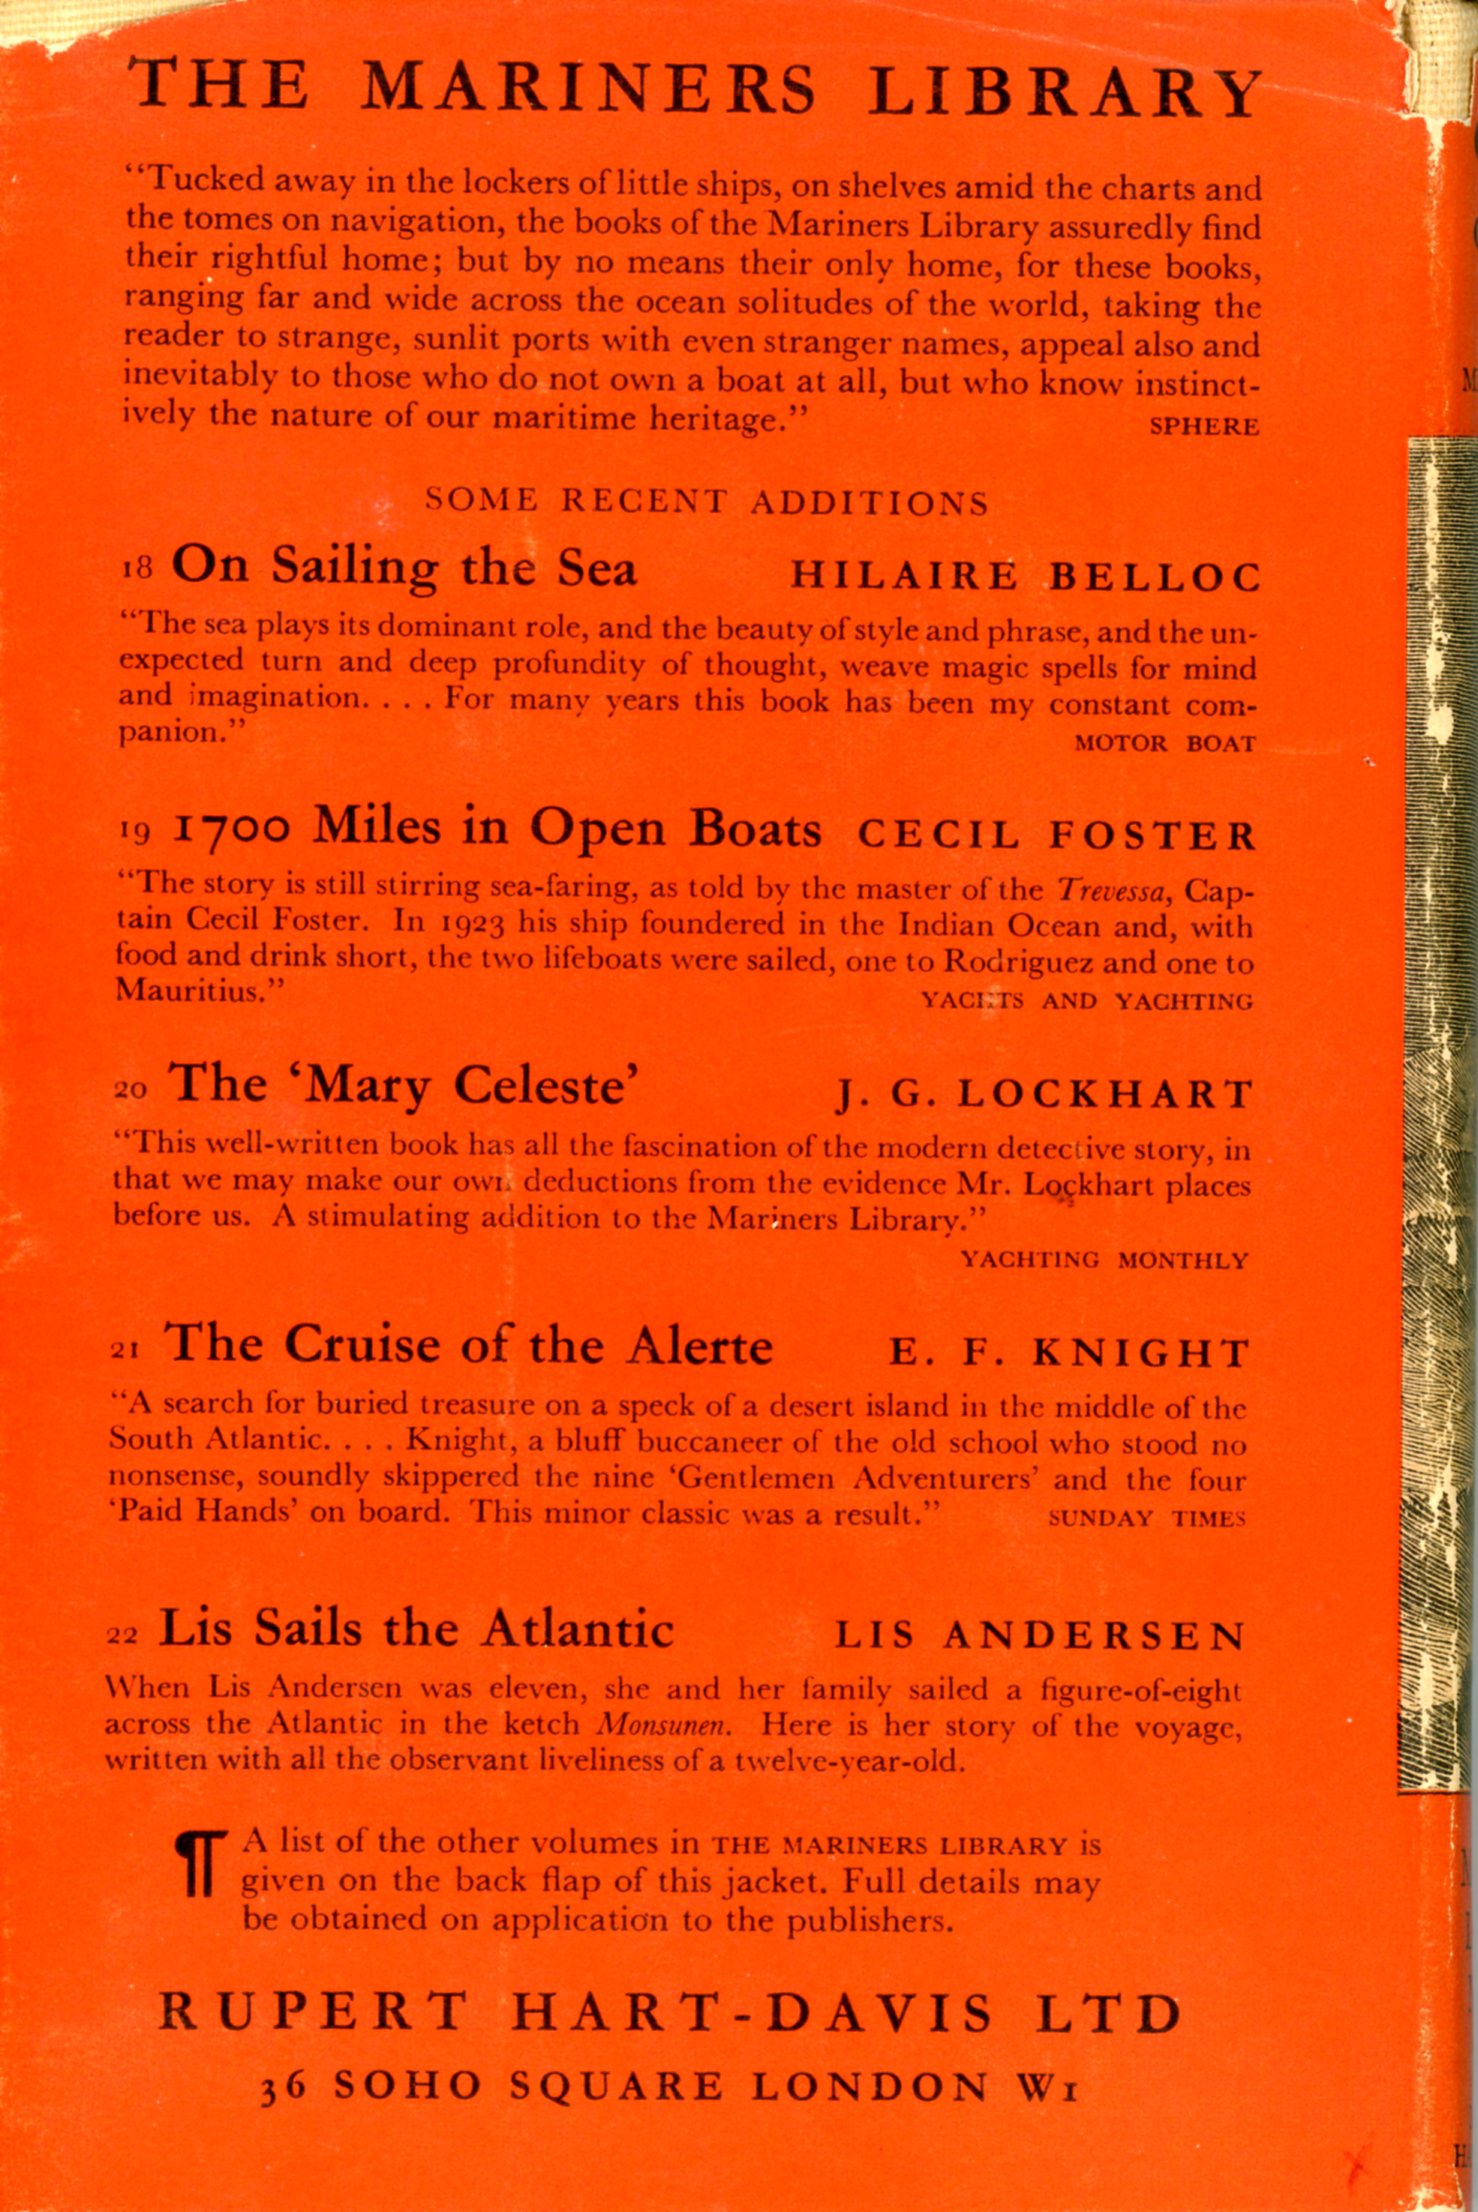 THE MARINERS LIBRARY
“Tucked away in the lockers of little ships, on shelves amid the charts and
the tomes on navigation, the books of the Mariners Library assuredly find
their rightful home; but by no means their only home, for these books,
ranging far and wide across the ocean solitudes of the world, taking the
reader to strange, sunlit ports with even stranger names, appeal also and
inevitably to those who do not own a boat at all, but who know instinct-
ively the nature of our maritime heritage.” SPHERE
SOME RECENT ADDITIONS
18 On Sailing the Sea HILAIRE BELLOC
“The sea plays its dominant role, and the beauty of style and phrase, and the un-
expected turn and deep profundity of thought, weave magic spells for mind
and imagination. . . . For many years this book has been my constant com-
panion.” MOTOR BOAT
19 1700 Miles in Open Boats CECIL FOSTER
“The story is still stirring sea-faring, as told by the master of the Trevessa, Cap-
tain Cecil Foster. In 1923 his ship foundered in the Indian Ocean and, with
food and drink short, the two lifeboats were sailed, one to Rodriguez and one to
Mauritius.” YACHTS AND YACHTING
20 The ‘Mary Celeste’ J. G. LOCKHART
“This well-written book has all the fascination of the modern detective story, in
that we may make our own deductions from the evidence Mr. Lockhart places
before us. A stimulating addition to the Mariners Library.”
YACHTING MONTHLY
21 The Cruise of the Alerte E. F. KNIGHT
“A search for buried treasure on a speck of a desert island in the middle of the
South Atlantic. . . . Knight, a bluff buccaneer of the old school who stood no
nonsense, soundly skippered the nine ‘Gentlemen Adventurers’ and the four
‘Paid Hands’ on board. This minor classic was a result.” SUNDAY TIMES
22 Lis Sails the Atlantic LIS ANDERSEN
When Lis Andersen was eleven, she and her family sailed a figure-of-eight
across the Atlantic in the ketch Monsunen. Here is her story of the voyage,
written with all the observant liveliness of a twelve-year-old.
¶ A list of the other volumes in THE MARINERS LIBRARY is
given on the back flap of this jacket. Full details may
be obtained on application to the publishers.
RUPERT HART-DAVIS LTD
36 SOHO SQUARE LONDON W1